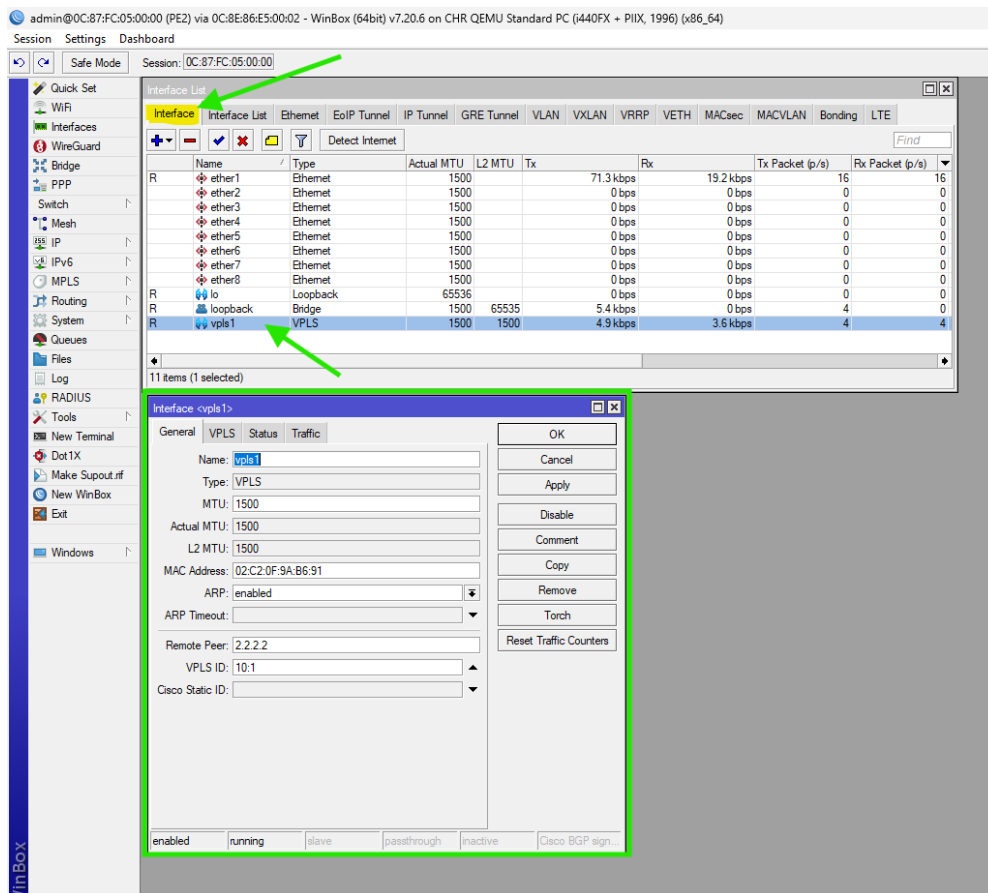 admin@0C:87:FC:05:00:00 (PE2) via 0C:8E:86:E5:00:02 - WinBox (64bit) v7.20.6 on CHR QEMU Standard PC (i440FX + PIIX, 1996) (x86_64)
Session Settings Dashboard
Safe Mode Session: 0C:87:FC:05:00:00
Quick Set
WiFi
Interfaces
WireGuard
Bridge
PPP
Switch
Mesh
IP
IPv6
MPLS
Routing
System
Queues
Files
Log
RADIUS
Tools
New Terminal
Dot1X
Make Supout.rif
New WinBox
Exit
Windows
WinBox
Interface List
Interface Interface List Ethernet EoIP Tunnel IP Tunnel GRE Tunnel VLAN VXLAN VRRP VETH MACsec MACVLAN Bonding LTE
Detect Internet Find
Name Type Actual MTU L2 MTU Tx Rx Tx Packet (p/s) Rx Packet (p/s)
R ether1 Ethernet 1500 71.3 kbps 19.2 kbps 16 16
ether2 Ethernet 1500 0 bps 0 bps 0 0
ether3 Ethernet 1500 0 bps 0 bps 0 0
ether4 Ethernet 1500 0 bps 0 bps 0 0
ether5 Ethernet 1500 0 bps 0 bps 0 0
ether6 Ethernet 1500 0 bps 0 bps 0 0
ether7 Ethernet 1500 0 bps 0 bps 0 0
ether8 Ethernet 1500 0 bps 0 bps 0 0
R lo Loopback 65536 0 bps 0 bps 0 0
R loopback Bridge 1500 65535 5.4 kbps 0 bps 4 0
R vpls1 VPLS 1500 1500 4.9 kbps 3.6 kbps 4 4
11 items (1 selected)
Interface <vpls1>
General VPLS Status Traffic
Name: vpls1
Type: VPLS
MTU: 1500
Actual MTU: 1500
L2 MTU: 1500
MAC Address: 02:C2:0F:9A:B6:91
ARP: enabled
ARP Timeout:
Remote Peer: 2.2.2.2
VPLS ID: 10:1
Cisco Static ID:
OK
Cancel
Apply
Disable
Comment
Copy
Remove
Torch
Reset Traffic Counters
enabled running slave passthrough inactive Cisco BGP sign...